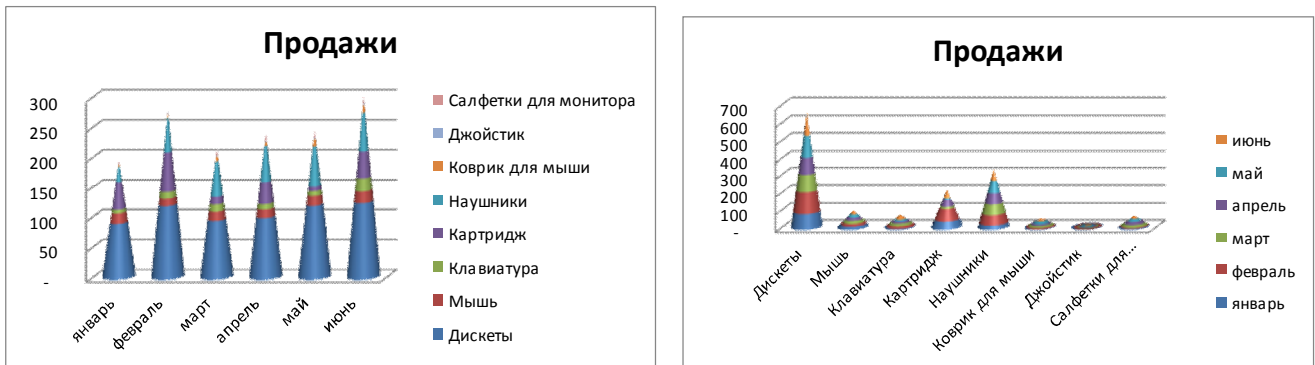 Продажи
300
250
200
150
100
50
-
январь
февраль
март
апрель
май
июнь
Салфетки для монитора
Джойстик
Коврик для мыши
Наушники
Картридж
Клавиатура
Мышь
Дискеты
Продажи
700
600
500
400
300
200
100
-
Дискеты
Мышь
Клавиатура
Картридж
Наушники
Коврик для мыши
Джойстик
Салфетки для...
июнь
май
апрель
март
февраль
январь